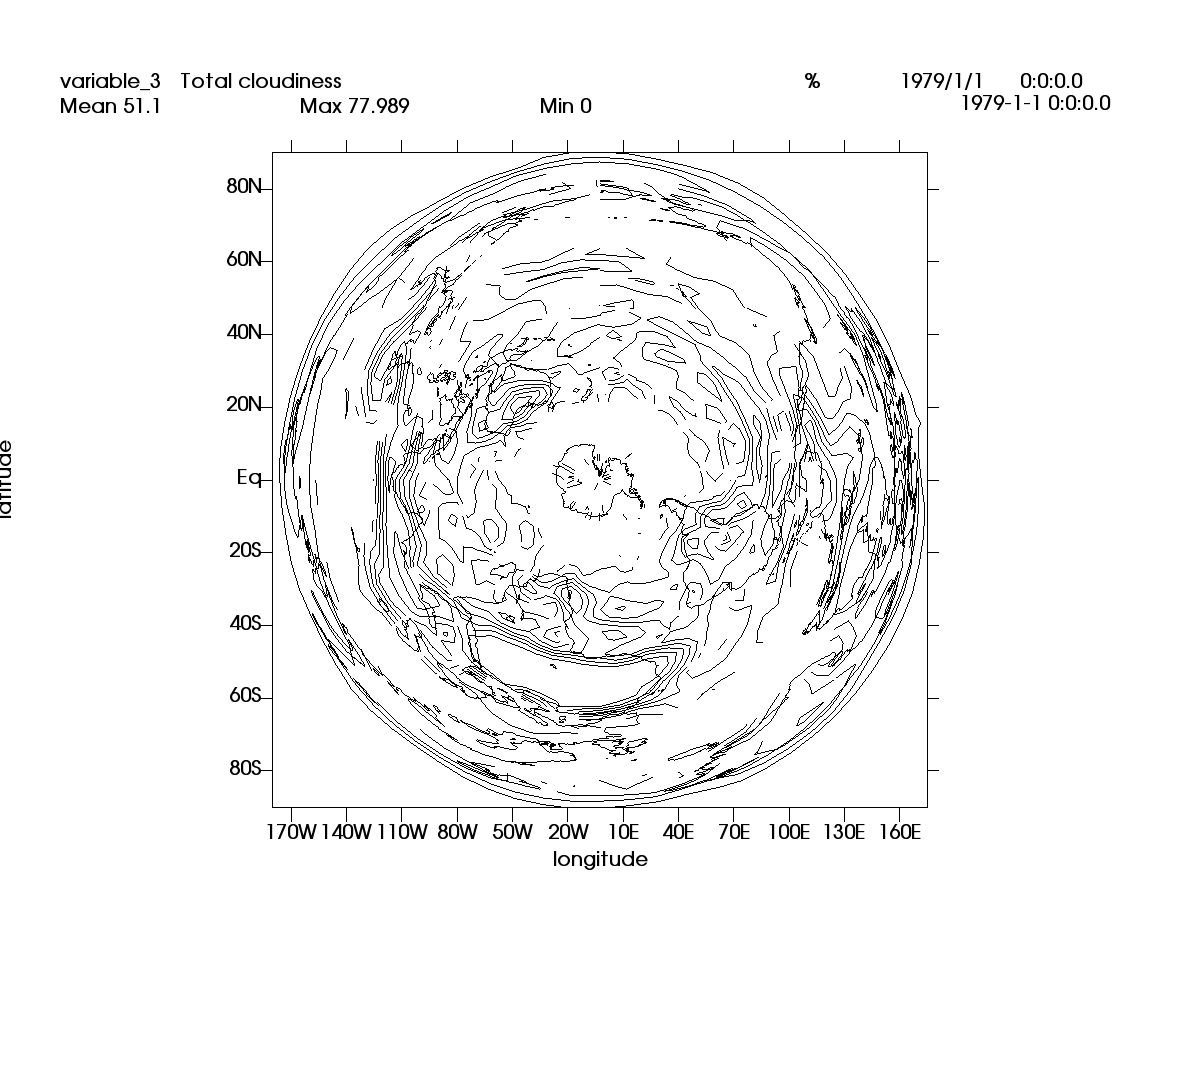 variable_3 Total cloudiness % 1979/1/1 0:0:0.0
Mean 51.1 Max 77.989 Min 0 1979-1-1 0:0:0.0
80N
60N
40N
20N
Eq
20S
40S
60S
80S
latitude
170W 140W 110W 80W 50W 20W 10E 40E 70E 100E 130E 160E
longitude